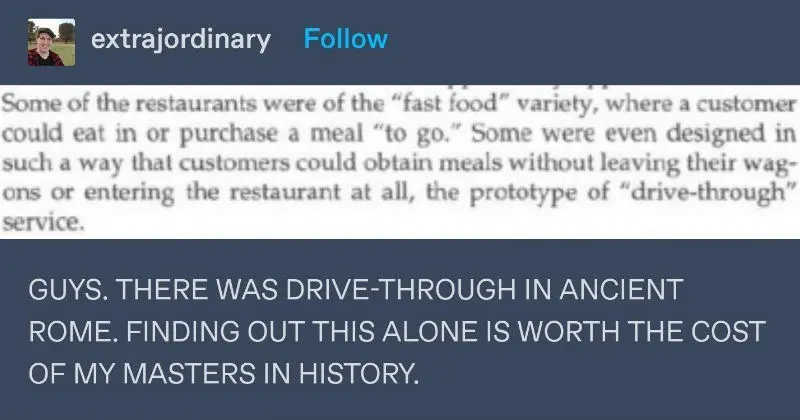 extrajordinary Follow
Some of the restaurants were of the “fast food” variety, where a customer
could eat in or purchase a meal “to go.” Some were even designed in
such a way that customers could obtain meals without leaving their wag-
ons or entering the restaurant at all, the prototype of “drive-through”
service.
GUYS. THERE WAS DRIVE-THROUGH IN ANCIENT
ROME. FINDING OUT THIS ALONE IS WORTH THE COST
OF MY MASTERS IN HISTORY.